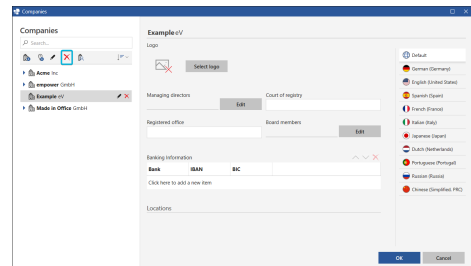 Companies
Companies
Search...
Acme Inc
empower GmbH
Example eV
Made in Office GmbH
Example eV
Logo
Select logo
Managing directors
Edit
Court of registry
Registered office
Board members
Edit
Banking Information
Bank IBAN BIC
Click here to add a new item
Locations
Default
German (Germany)
English (United States)
Spanish (Spain)
French (France)
Italian (Italy)
Japanese (Japan)
Dutch (Netherlands)
Portuguese (Portugal)
Russian (Russia)
Chinese (Simplified, PRC)
OK Cancel